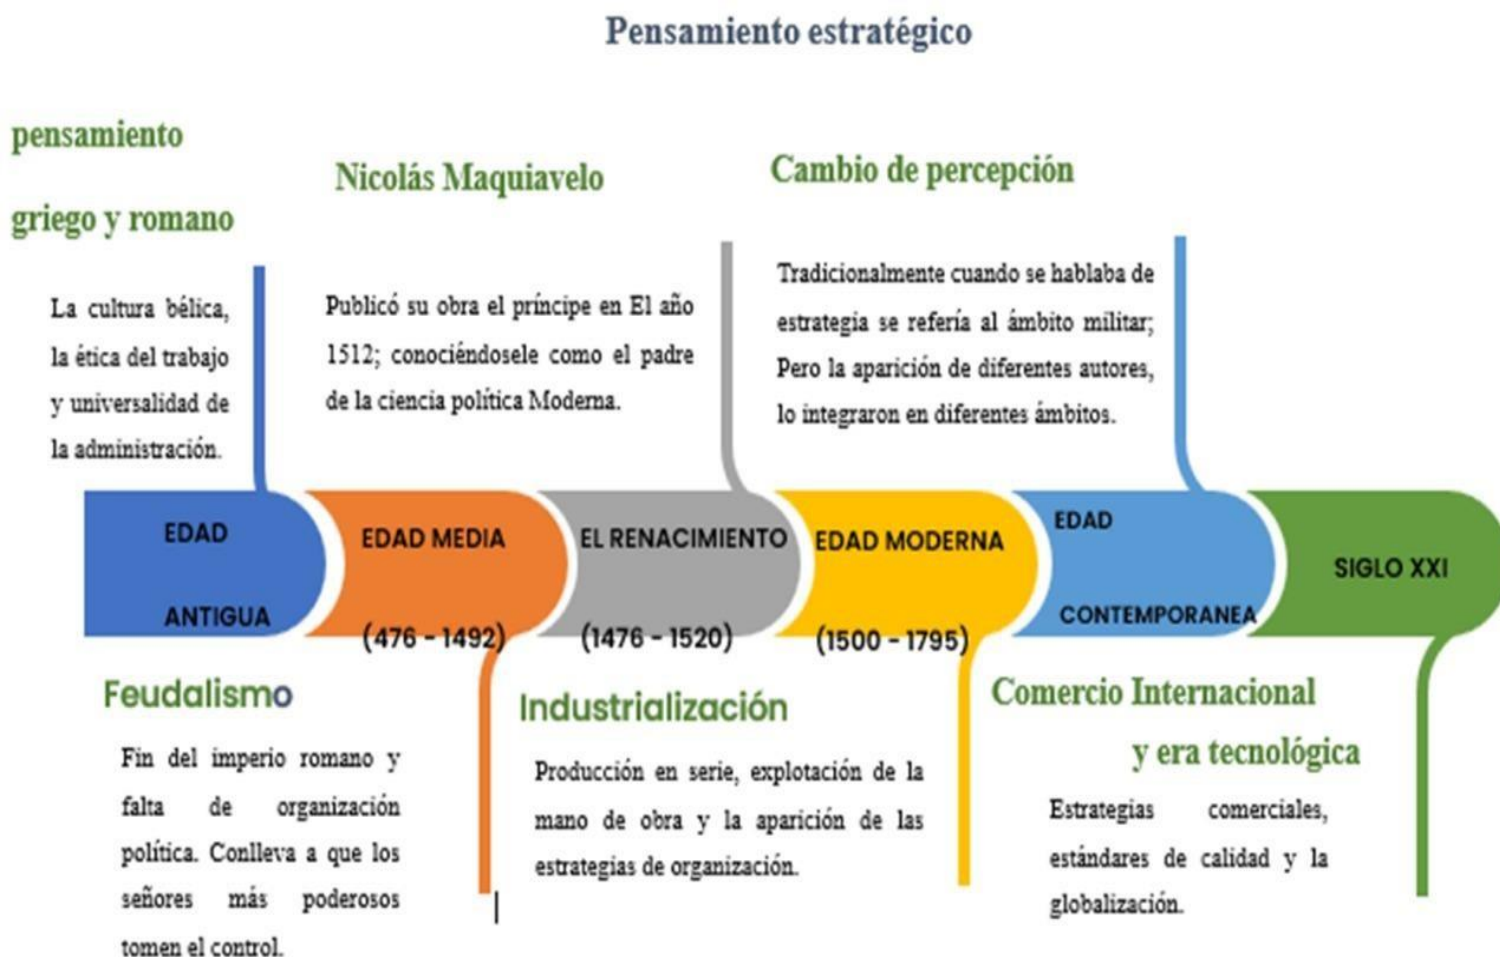 Pensamiento estratégico
pensamiento
griego y romano
La cultura bélica,
la ética del trabajo
y universalidad de
la administración.
Nicolás Maquiavelo
Publicó su obra el príncipe en El año
1512; conociéndosele como el padre
de la ciencia política Moderna.
Cambio de percepción
Tradicionalmente cuando se hablaba de
estrategia se refería al ámbito militar;
Pero la aparición de diferentes autores,
lo integraron en diferentes ámbitos.
EDAD
ANTIGUA
EDAD MEDIA
(476 - 1492)
EL RENACIMIENTO
(1476 - 1520)
EDAD MODERNA
(1500 - 1795)
EDAD
CONTEMPORANEA
SIGLO XXI
Feudalismo
Fin del imperio romano y
falta de organización
política. Conlleva a que los
señores más poderosos
tomen el control.
Industrialización
Producción en serie, explotación de la
mano de obra y la aparición de las
estrategias de organización.
Comercio Internacional
y era tecnológica
Estrategias comerciales,
estándares de calidad y la
globalización.